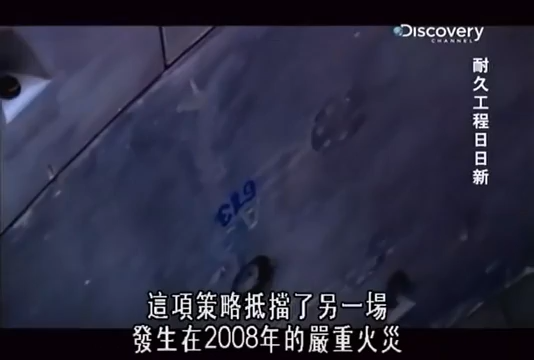 Discovery
CHANNEL
耐久工程日日新
613
這項策略抵擋了另一場
發生在2008年的嚴重火災